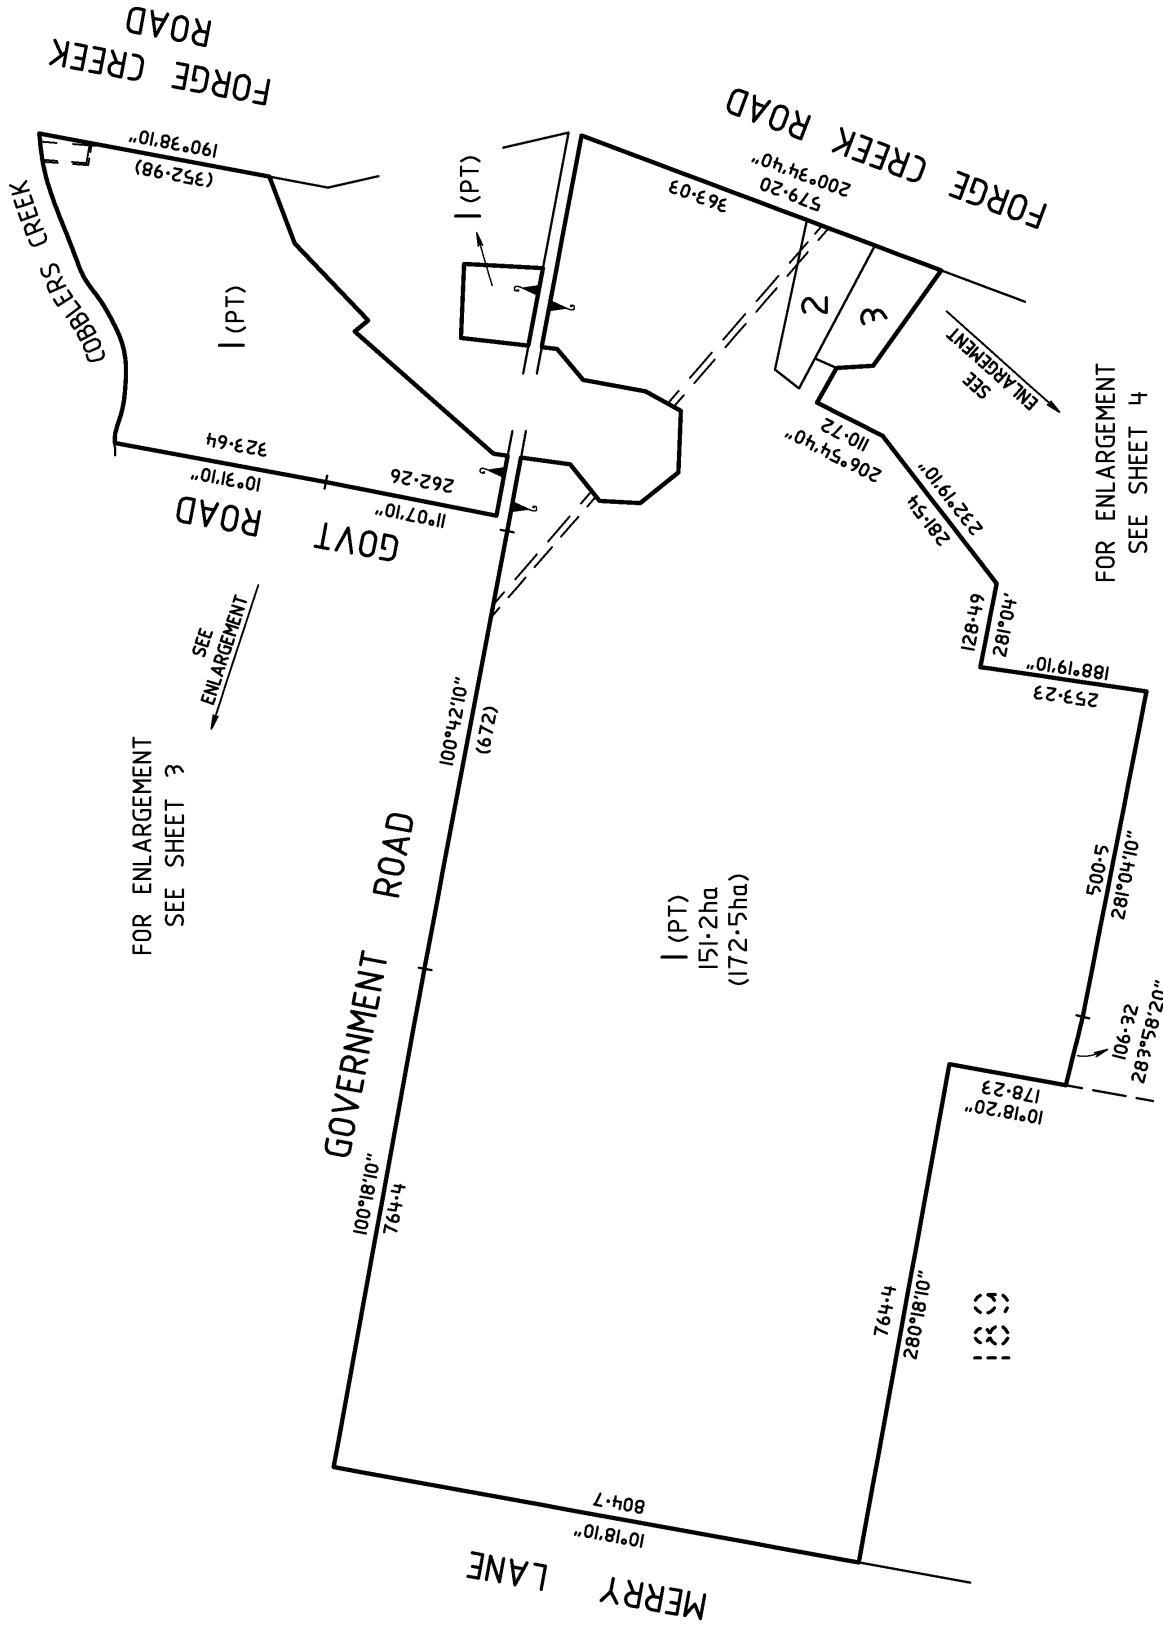 FORGE CREEK
ROAD
190°38'10"
(352·98)
COBBLERS CREEK
1 (PT)
323·64
10°31'10"
262·26
11°07'10"
GOVT ROAD
1 (PT)
FORGE CREEK ROAD
363·03
579·20
200°34'40"
2
3
SEE
ENLARGEMENT
FOR ENLARGEMENT
SEE SHEET 4
110·72
206°54'40"
281·54
232°19'10"
128·49
281°04'
188°19'10"
253·23
SEE
ENLARGEMENT
FOR ENLARGEMENT
SEE SHEET 3
100°42'10"
(672)
GOVERNMENT ROAD
1 (PT)
151·2ha
(172·5ha)
500·5
281°04'10"
106·32
283°58'20"
178·23
10°18'20"
100°18'10"
764·4
764·4
280°18'10"
804·7
10°18'10"
MERRY LANE